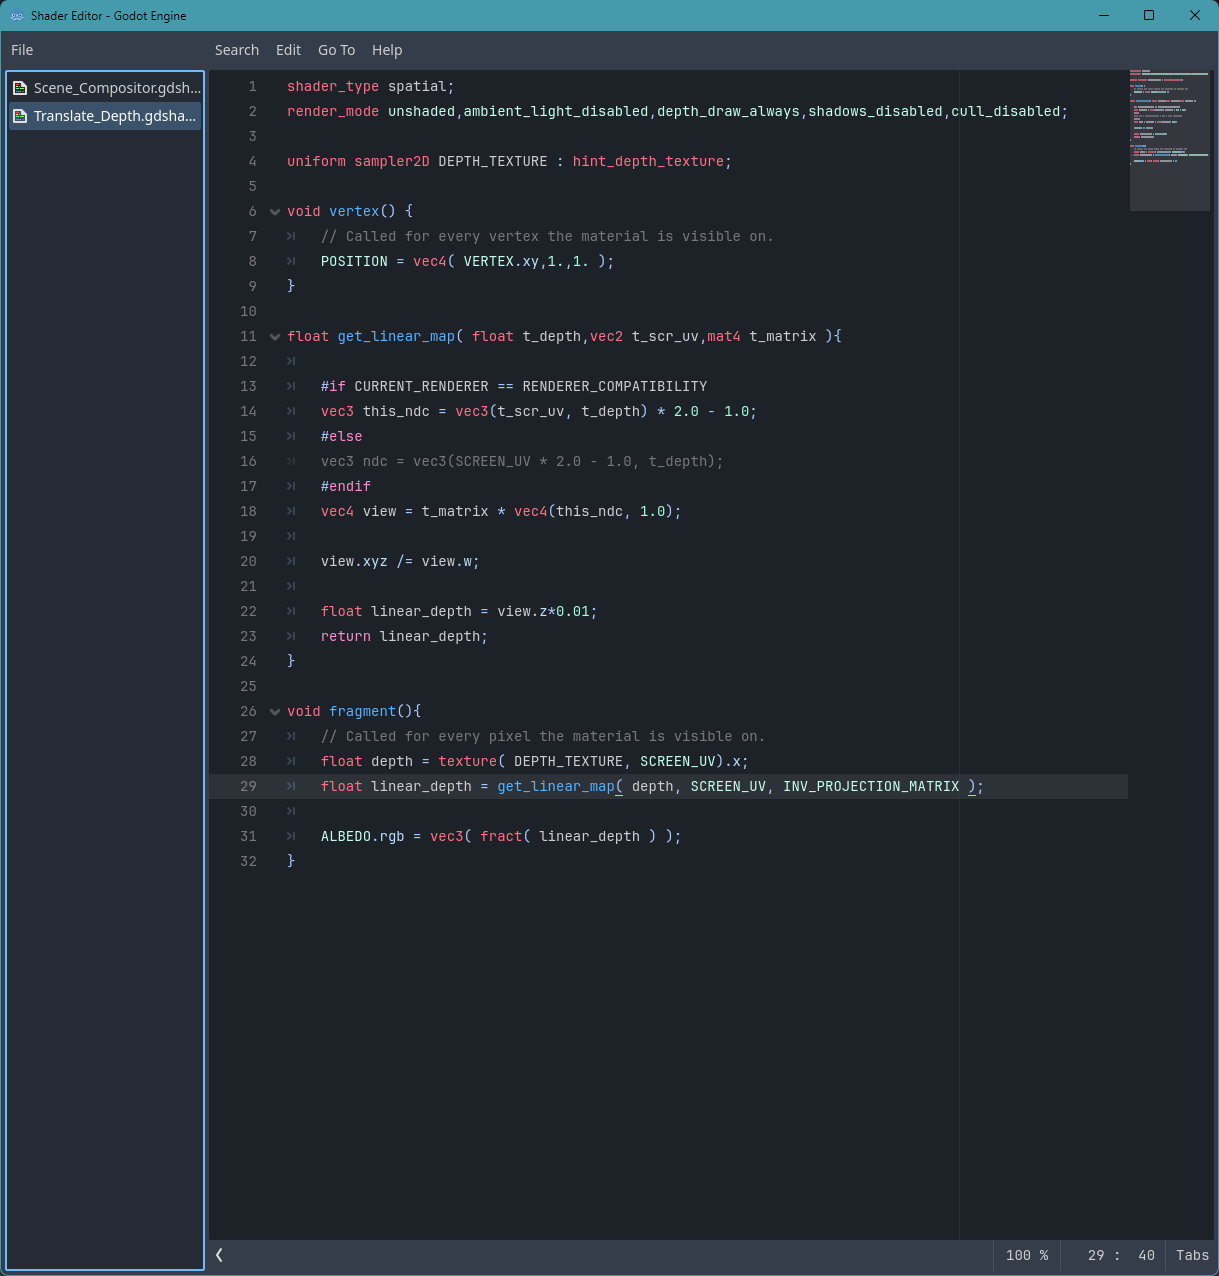 Shader Editor - Godot Engine
File Search Edit Go To Help
Scene_Compositor.gdsh...
Translate_Depth.gdsha...
1 shader_type spatial;
2 render_mode unshaded,ambient_light_disabled,depth_draw_always,shadows_disabled,cull_disabled;
3
4 uniform sampler2D DEPTH_TEXTURE : hint_depth_texture;
5
6 void vertex() {
7 // Called for every vertex the material is visible on.
8 POSITION = vec4( VERTEX.xy,1.,1. );
9 }
10
11 float get_linear_map( float t_depth,vec2 t_scr_uv,mat4 t_matrix ){
12
13 #if CURRENT_RENDERER == RENDERER_COMPATIBILITY
14 vec3 this_ndc = vec3(t_scr_uv, t_depth) * 2.0 - 1.0;
15 #else
16 vec3 ndc = vec3(SCREEN_UV * 2.0 - 1.0, t_depth);
17 #endif
18 vec4 view = t_matrix * vec4(this_ndc, 1.0);
19
20 view.xyz /= view.w;
21
22 float linear_depth = view.z*0.01;
23 return linear_depth;
24 }
25
26 void fragment(){
27 // Called for every pixel the material is visible on.
28 float depth = texture( DEPTH_TEXTURE, SCREEN_UV).x;
29 float linear_depth = get_linear_map( depth, SCREEN_UV, INV_PROJECTION_MATRIX );
30
31 ALBEDO.rgb = vec3( fract( linear_depth ) );
32 }
100 % 29 : 40 Tabs